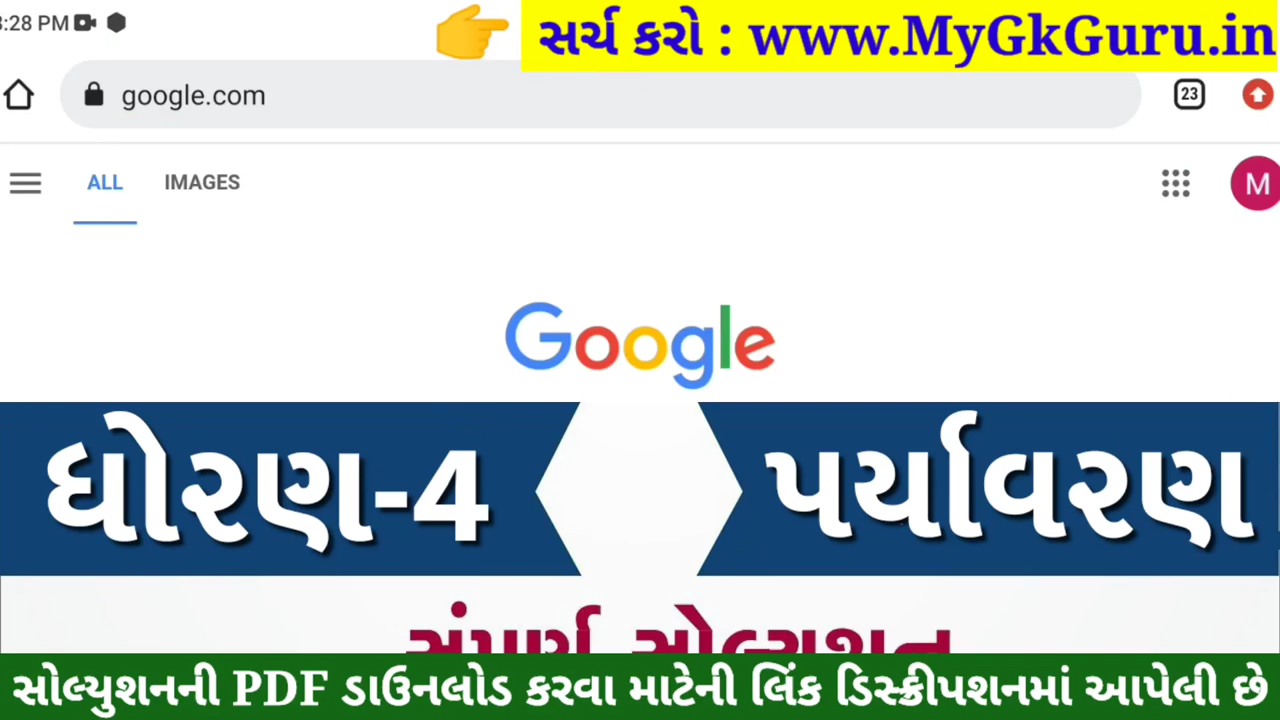 :28 PM
સર્ચ કરો : www.MyGkGuru.in
google.com
23
ALL IMAGES
M
Google
ધોરણ-4 પર્યાવરણ
સંપૂર્ણ સોલ્યુશન
સોલ્યુશનની PDF ડાઉનલોડ કરવા માટેની લિંક ડિસ્ક્રીપશનમાં આપેલી છે